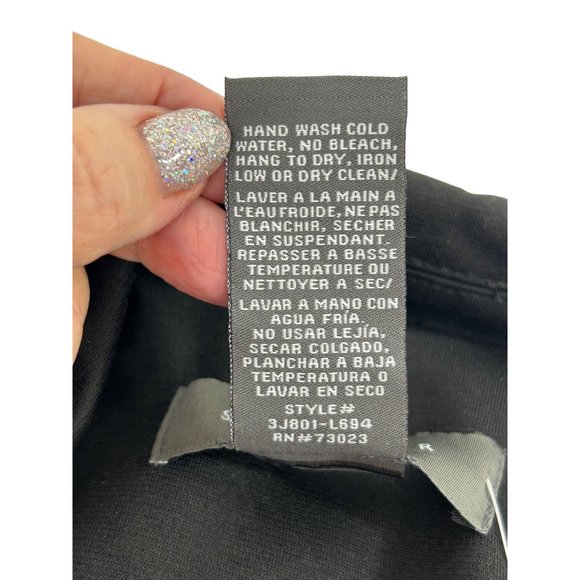 HAND WASH COLD
WATER, NO BLEACH,
HANG TO DRY, IRON
LOW OR DRY CLEAN/
LAVER A LA MAIN A
L'EAU FROIDE, NE PAS
BLANCHIR, SÉCHER
EN SUSPENDANT.
REPASSER A BASSE
TEMPERATURE OU
NETTOYER A SEC/
LAVAR A MANO CON
AGUA FRÍA.
NO USAR LEJÍA,
SECAR COLGADO,
PLANCHAR A BAJA
TEMPERATURA O
LAVAR EN SECO
STYLE#
3J801-L694
RN#73023
S
R